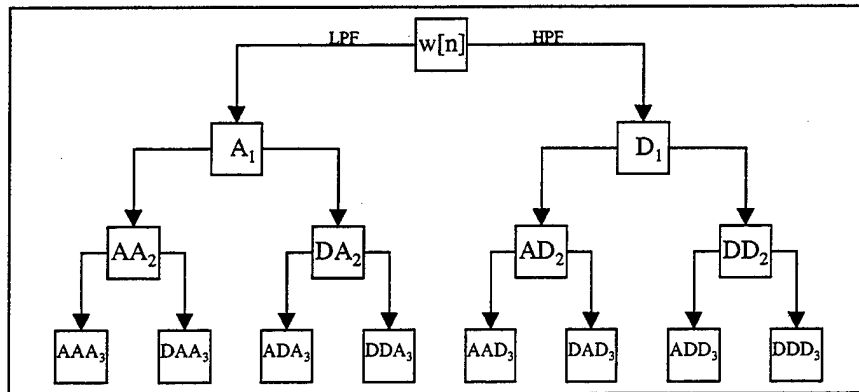 LPF w[n] HPF
A₁ D₁
AA₂ DA₂ AD₂ DD₂
AAA₃ DAA₃ ADA₃ DDA₃ AAD₃ DAD₃ ADD₃ DDD₃